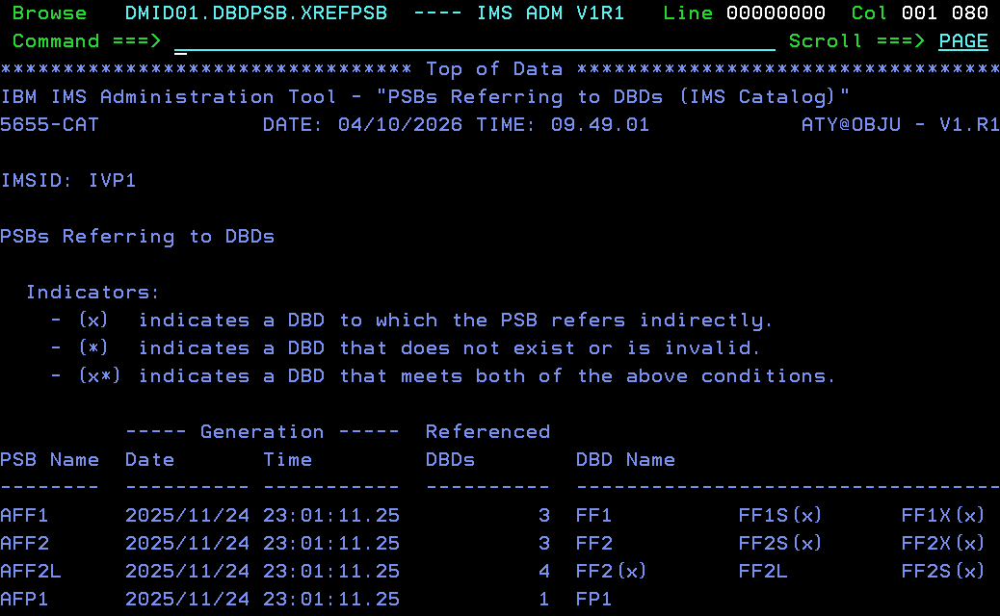 Browse   DMID01.DBDPSB.XREFPSB  ---- IMS ADM V1R1   Line 00000000  Col 001 080
Command ===>                                                  Scroll ===> PAGE
********************************* Top of Data **********************************
IBM IMS Administration Tool - "PSBs Referring to DBDs (IMS Catalog)"
5655-CAT             DATE: 04/10/2026 TIME: 09.49.01            ATY@OBJU - V1.R1
IMSID: IVP1
PSBs Referring to DBDs
  Indicators:
    - (x)  indicates a DBD to which the PSB refers indirectly.
    - (*)  indicates a DBD that does not exist or is invalid.
    - (x*) indicates a DBD that meets both of the above conditions.
          ----- Generation -----  Referenced
PSB Name  Date       Time         DBDs        DBD Name
--------  ---------- -----------  ----------  ----------------------------------
AFF1      2025/11/24 23:01:11.25           3  FF1          FF1S(x)      FF1X(x)
AFF2      2025/11/24 23:01:11.25           3  FF2          FF2S(x)      FF2X(x)
AFF2L     2025/11/24 23:01:11.25           4  FF2(x)       FF2L         FF2S(x)
AFP1      2025/11/24 23:01:11.25           1  FP1